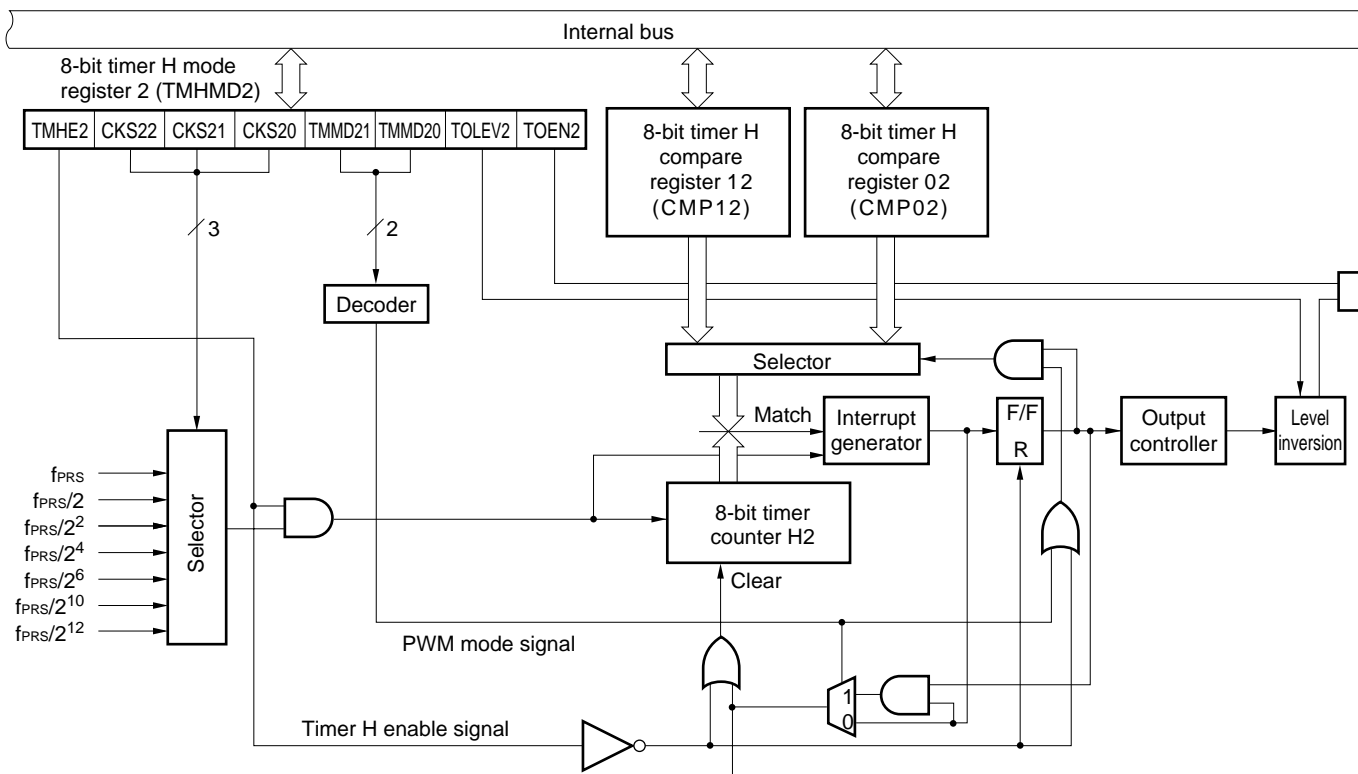 Internal bus
8-bit timer H mode
register 2 (TMHMD2)
TMHE2 CKS22 CKS21 CKS20 TMMD21 TMMD20 TOLEV2 TOEN2
8-bit timer H
compare
register 12
(CMP12)
8-bit timer H
compare
register 02
(CMP02)
3
2
Decoder
Selector
Match
Interrupt
generator
F/F
R
Output
controller
Level
inversion
fPRS
fPRS/2
fPRS/2²
fPRS/2⁴
fPRS/2⁶
fPRS/2¹⁰
fPRS/2¹²
Selector
8-bit timer
counter H2
Clear
PWM mode signal
1
0
Timer H enable signal